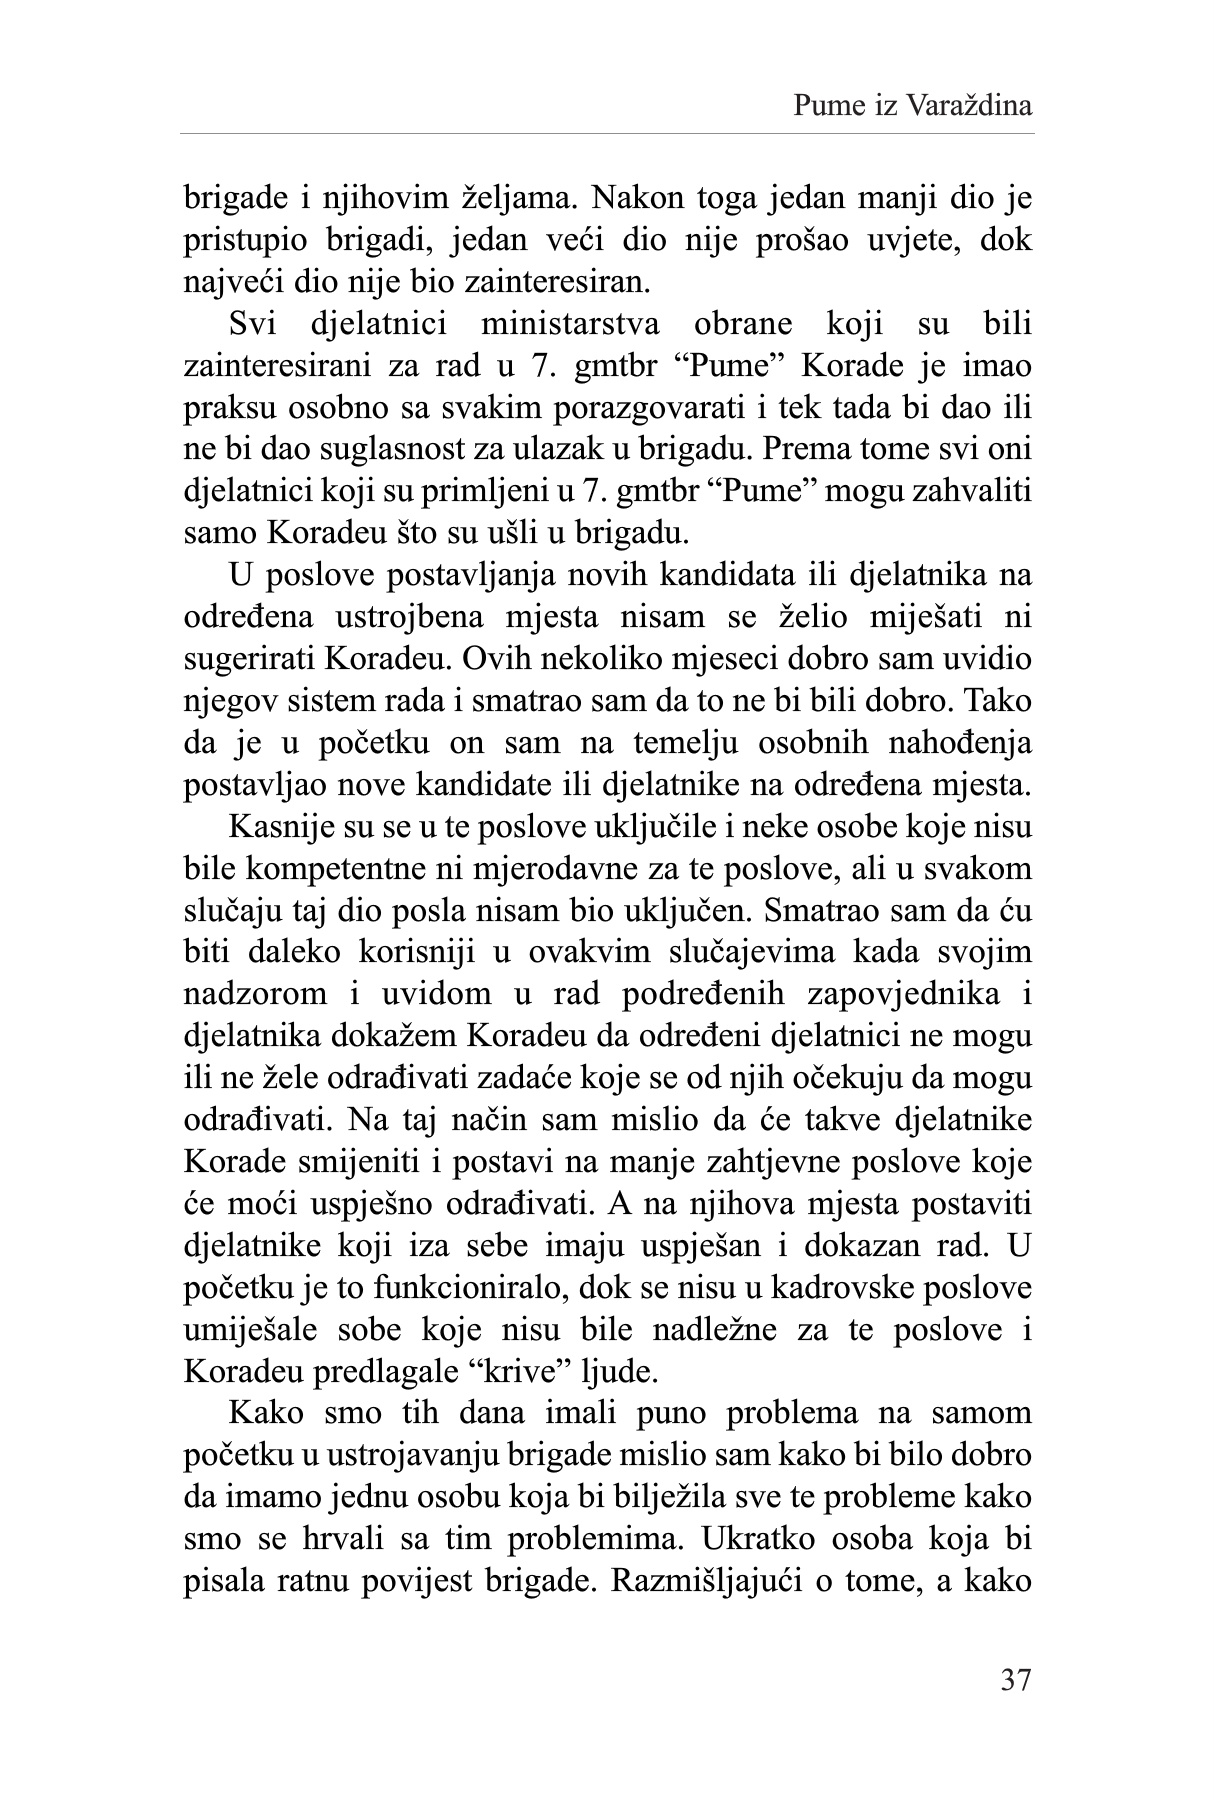 Pume iz Varaždina
brigade i njihovim željama. Nakon toga jedan manji dio je
pristupio brigadi, jedan veći dio nije prošao uvjete, dok
najveći dio nije bio zainteresiran.
Svi djelatnici ministarstva obrane koji su bili
zainteresirani za rad u 7. gmtbr “Pume” Korade je imao
praksu osobno sa svakim porazgovarati i tek tada bi dao ili
ne bi dao suglasnost za ulazak u brigadu. Prema tome svi oni
djelatnici koji su primljeni u 7. gmtbr “Pume” mogu zahvaliti
samo Koradeu što su ušli u brigadu.
U poslove postavljanja novih kandidata ili djelatnika na
određena ustrojbena mjesta nisam se želio miješati ni
sugerirati Koradeu. Ovih nekoliko mjeseci dobro sam uvidio
njegov sistem rada i smatrao sam da to ne bi bili dobro. Tako
da je u početku on sam na temelju osobnih nahođenja
postavljao nove kandidate ili djelatnike na određena mjesta.
Kasnije su se u te poslove uključile i neke osobe koje nisu
bile kompetentne ni mjerodavne za te poslove, ali u svakom
slučaju taj dio posla nisam bio uključen. Smatrao sam da ću
biti daleko korisniji u ovakvim slučajevima kada svojim
nadzorom i uvidom u rad podređenih zapovjednika i
djelatnika dokažem Koradeu da određeni djelatnici ne mogu
ili ne žele odrađivati zadaće koje se od njih očekuju da mogu
odrađivati. Na taj način sam mislio da će takve djelatnike
Korade smijeniti i postavi na manje zahtjevne poslove koje
će moći uspješno odrađivati. A na njihova mjesta postaviti
djelatnike koji iza sebe imaju uspješan i dokazan rad. U
početku je to funkcioniralo, dok se nisu u kadrovske poslove
umiješale sobe koje nisu bile nadležne za te poslove i
Koradeu predlagale “krive” ljude.
Kako smo tih dana imali puno problema na samom
početku u ustrojavanju brigade mislio sam kako bi bilo dobro
da imamo jednu osobu koja bi bilježila sve te probleme kako
smo se hrvali sa tim problemima. Ukratko osoba koja bi
pisala ratnu povijest brigade. Razmišljajući o tome, a kako
37